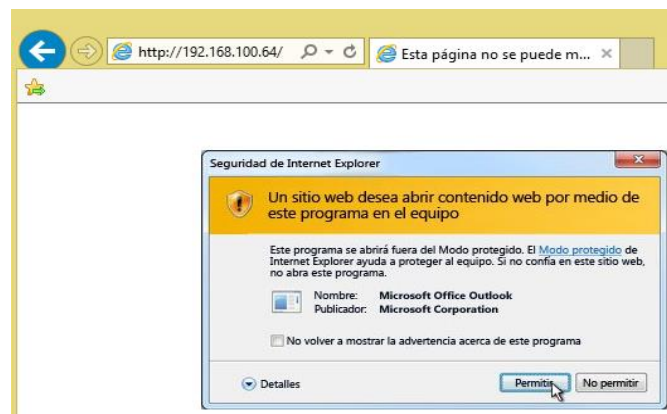 http://192.168.100.64/
Esta página no se puede m...
Seguridad de Internet Explorer
Un sitio web desea abrir contenido web por medio de
este programa en el equipo
Este programa se abrirá fuera del Modo protegido. El Modo protegido de
Internet Explorer ayuda a proteger al equipo. Si no confía en este sitio web,
no abra este programa.
Nombre: Microsoft Office Outlook
Publicador: Microsoft Corporation
No volver a mostrar la advertencia acerca de este programa
Detalles
Permitir
No permitir